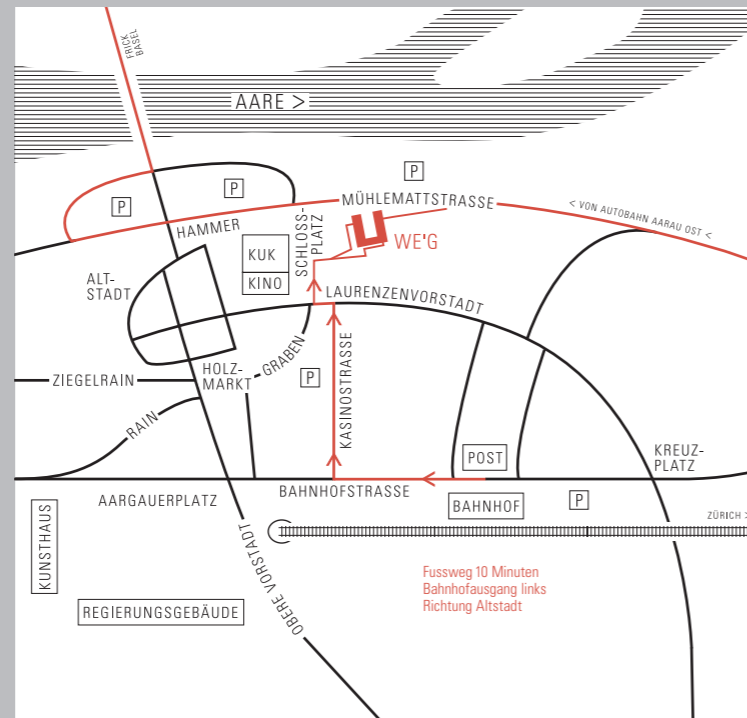 FRICK
BASEL
AARE >
P
P
P
MÜHLEMATTSTRASSE
< VON AUTOBAHN AARAU OST <
HAMMER
SCHLOSS-
PLATZ
WE'G
KUK
KINO
ALT-
STADT
LAURENZENVORSTADT
GRABEN
HOLZ-
MARKT
ZIEGELRAIN
P
KASINOSTRASSE
RAIN
POST
KREUZ-
PLATZ
BAHNHOFSTRASSE
AARGAUERPLATZ
BAHNHOF
P
ZÜRICH >
KUNSTHAUS
OBERE VORSTADT
REGIERUNGSGEBÄUDE
Fussweg 10 Minuten
Bahnhofausgang links
Richtung Altstadt